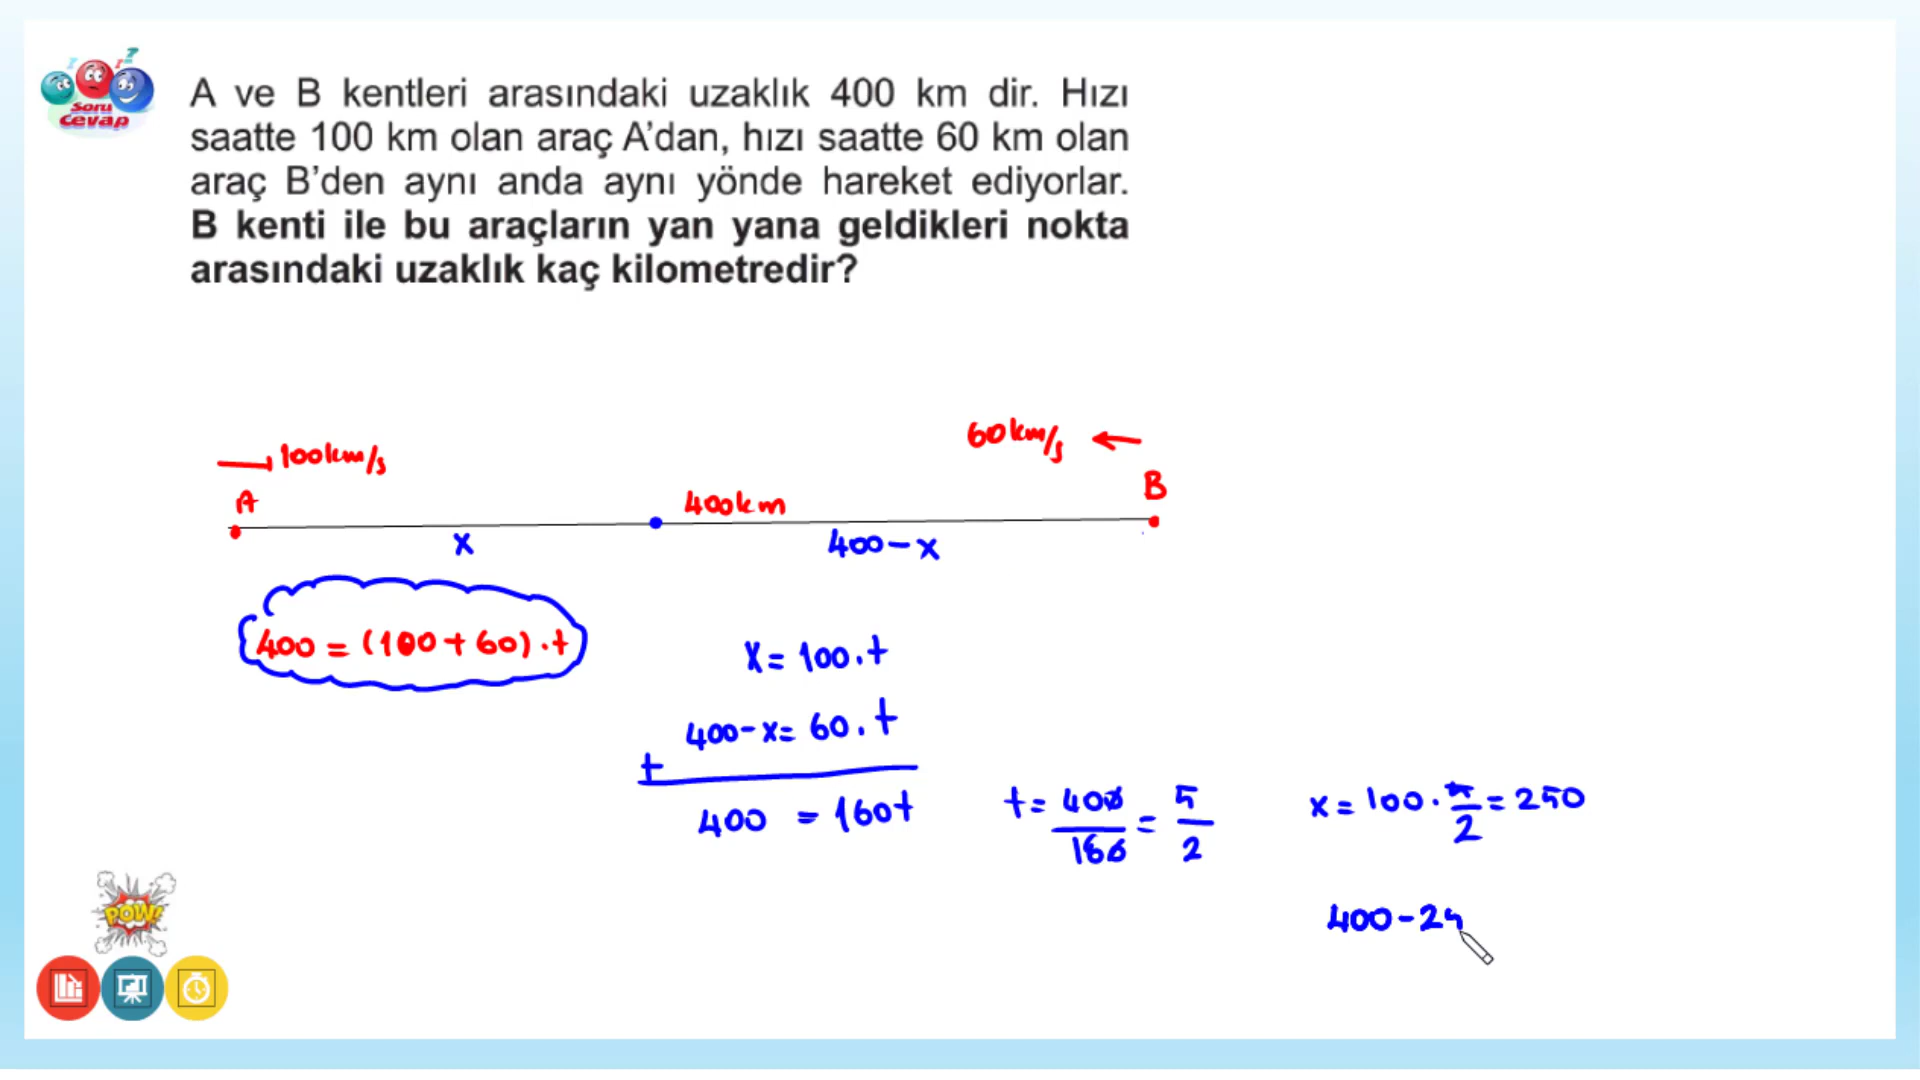 Soru
Cevap
A ve B kentleri arasındaki uzaklık 400 km dir. Hızı
saatte 100 km olan araç A’dan, hızı saatte 60 km olan
araç B’den aynı anda aynı yönde hareket ediyorlar.
B kenti ile bu araçların yan yana geldikleri nokta
arasındaki uzaklık kaç kilometredir?
100km/s
60km/s
A
400km
B
x
400-x
400 = (100+60).t
x = 100.t
400-x = 60.t
+
400 = 160t
t = 400/160 = 5/2
x = 100.5/2 = 250
400-25
POW!